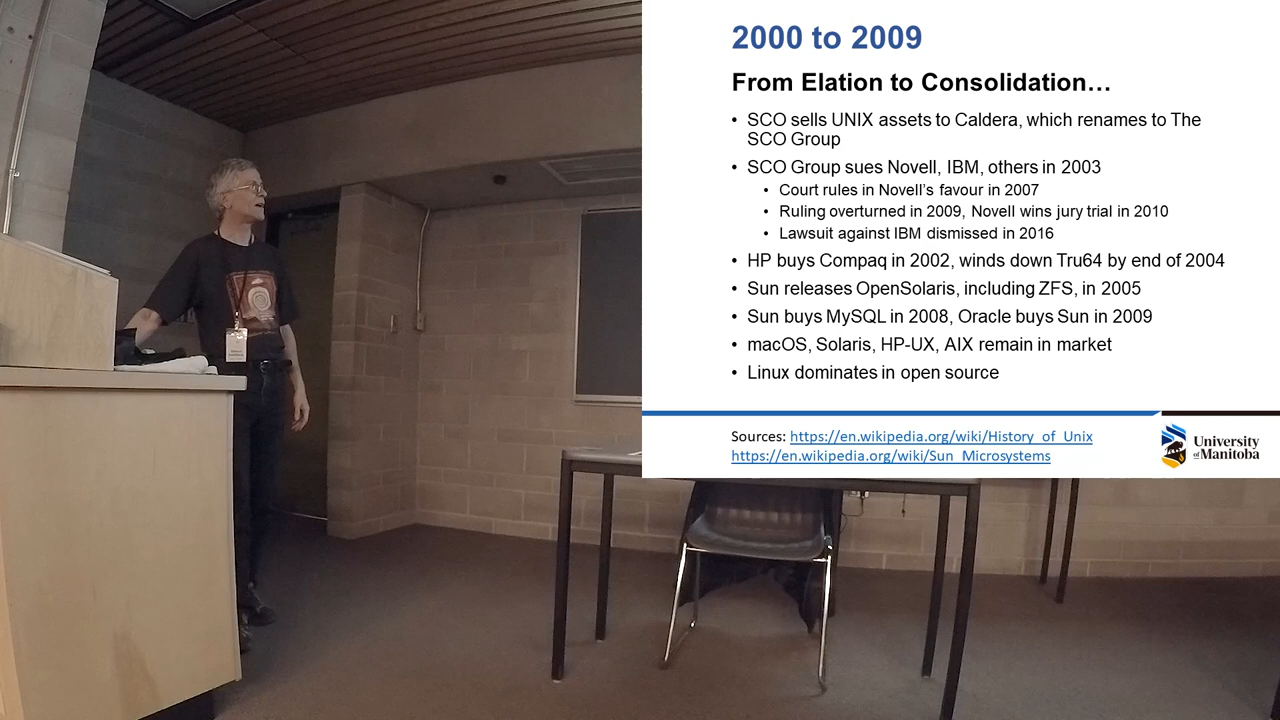 2000 to 2009
From Elation to Consolidation…
• SCO sells UNIX assets to Caldera, which renames to The
SCO Group
• SCO Group sues Novell, IBM, others in 2003
• Court rules in Novell's favour in 2007
• Ruling overturned in 2009, Novell wins jury trial in 2010
• Lawsuit against IBM dismissed in 2016
• HP buys Compaq in 2002, winds down Tru64 by end of 2004
• Sun releases OpenSolaris, including ZFS, in 2005
• Sun buys MySQL in 2008, Oracle buys Sun in 2009
• macOS, Solaris, HP-UX, AIX remain in market
• Linux dominates in open source
Sources: https://en.wikipedia.org/wiki/History_of_Unix
https://en.wikipedia.org/wiki/Sun_Microsystems
University
of Manitoba